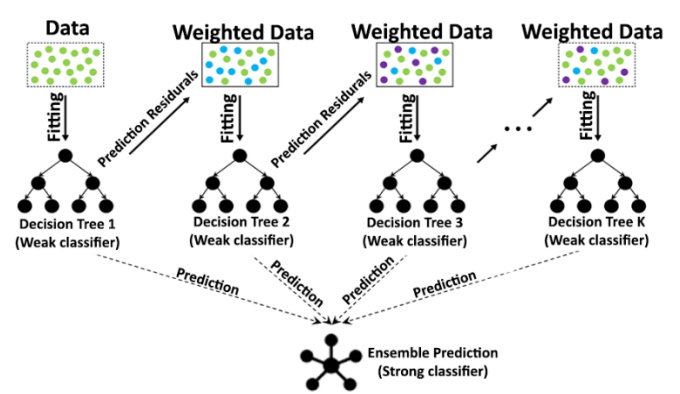 Data
Weighted Data
Weighted Data
Weighted Data
Fitting
Prediction Residurals
Fitting
Prediction Residurals
Fitting
...
Fitting
Decision Tree 1
(Weak classifier)
Decision Tree 2
(Weak classifier)
Decision Tree 3
(Weak classifier)
Decision Tree K
(Weak classifier)
Prediction
Prediction
Prediction
Prediction
Ensemble Prediction
(Strong classifier)